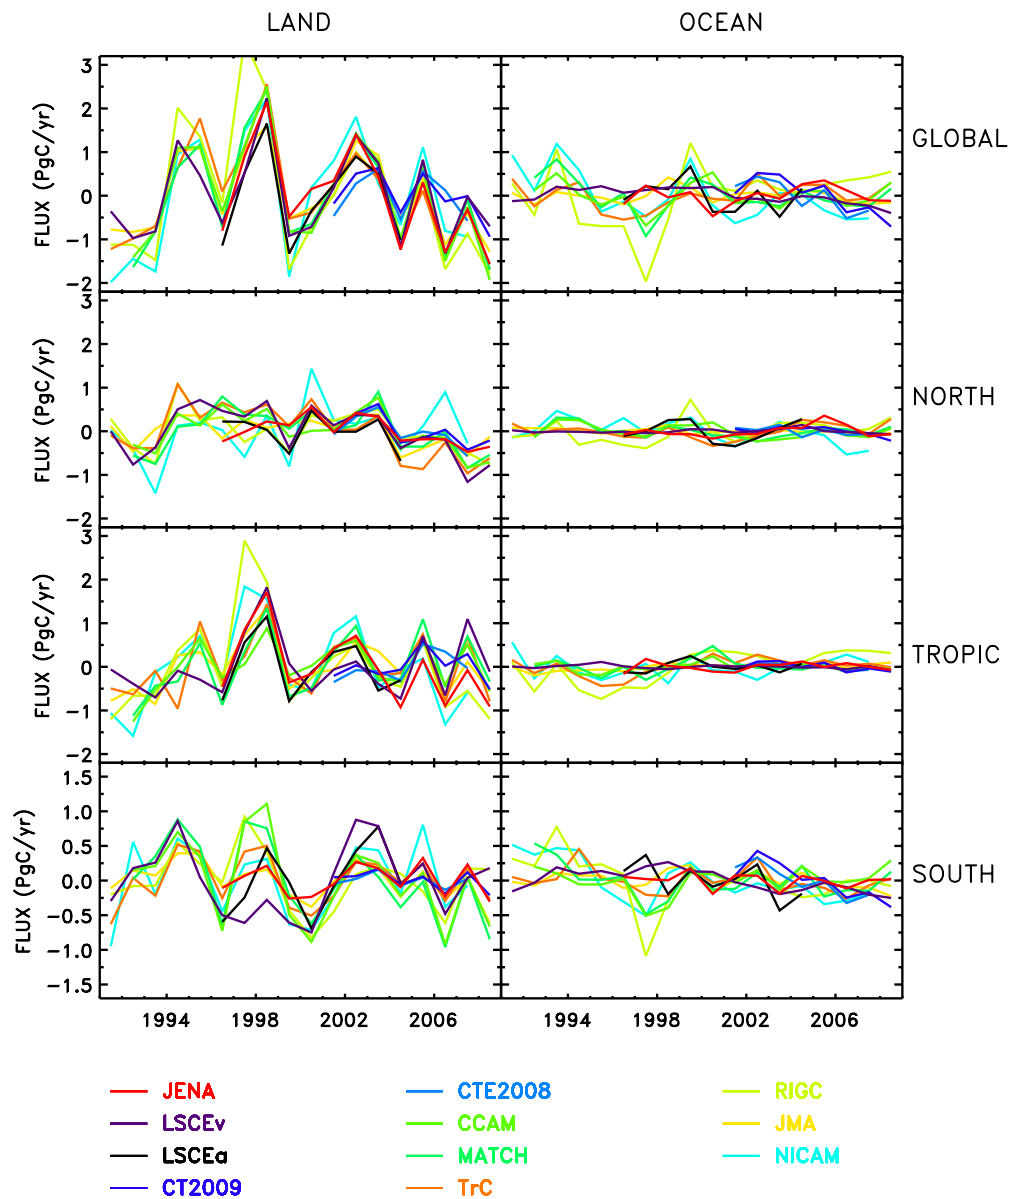 LAND OCEAN
3
2
1
0
−1
−2
FLUX (PgC/yr)
GLOBAL
3
2
1
0
−1
−2
FLUX (PgC/yr)
NORTH
3
2
1
0
−1
−2
FLUX (PgC/yr)
TROPIC
1.5
1.0
0.5
0.0
−0.5
−1.0
−1.5
FLUX (PgC/yr)
SOUTH
1994 1998 2002 2006 1994 1998 2002 2006
JENA CTE2008 RIGC
LSCEv CCAM JMA
LSCEa MATCH NICAM
CT2009 TrC